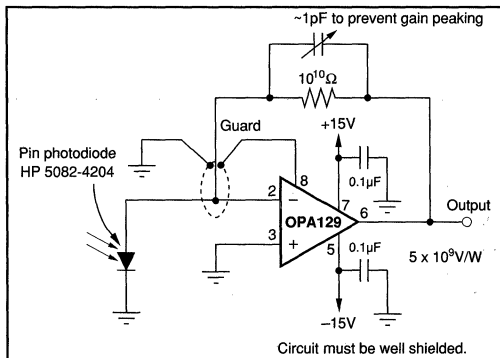 ~1pF to prevent gain peaking
10¹⁰Ω
+15V
Guard
Pin photodiode
HP 5082-4204
8
0.1µF
7
2
−
OPA129
6
Output
3
+
5
0.1µF
5 x 10⁹V/W
−15V
Circuit must be well shielded.